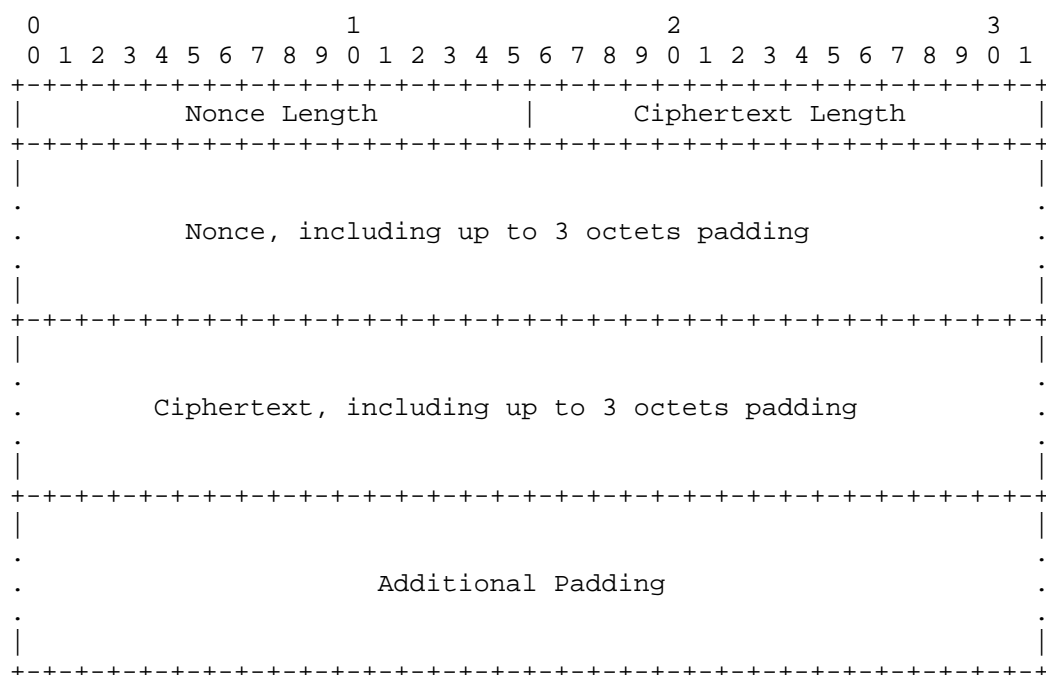 0                   1                   2                   3
 0 1 2 3 4 5 6 7 8 9 0 1 2 3 4 5 6 7 8 9 0 1 2 3 4 5 6 7 8 9 0 1
+-+-+-+-+-+-+-+-+-+-+-+-+-+-+-+-+-+-+-+-+-+-+-+-+-+-+-+-+-+-+-+-+
|          Nonce Length         |      Ciphertext Length        |
+-+-+-+-+-+-+-+-+-+-+-+-+-+-+-+-+-+-+-+-+-+-+-+-+-+-+-+-+-+-+-+-+
|                                                               |
.                                                               .
.          Nonce, including up to 3 octets padding              .
.                                                               .
|                                                               |
+-+-+-+-+-+-+-+-+-+-+-+-+-+-+-+-+-+-+-+-+-+-+-+-+-+-+-+-+-+-+-+-+
|                                                               |
.                                                               .
.        Ciphertext, including up to 3 octets padding           .
.                                                               .
|                                                               |
+-+-+-+-+-+-+-+-+-+-+-+-+-+-+-+-+-+-+-+-+-+-+-+-+-+-+-+-+-+-+-+-+
|                                                               |
.                                                               .
.                      Additional Padding                       .
.                                                               .
|                                                               |
+-+-+-+-+-+-+-+-+-+-+-+-+-+-+-+-+-+-+-+-+-+-+-+-+-+-+-+-+-+-+-+-+